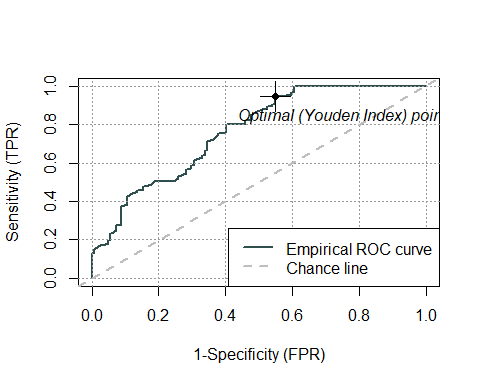 Sensitivity (TPR)
1.0
0.8
0.6
0.4
0.2
0.0
Optimal (Youden Index) poin
Empirical ROC curve
Chance line
0.0 0.2 0.4 0.6 0.8 1.0
1-Specificity (FPR)